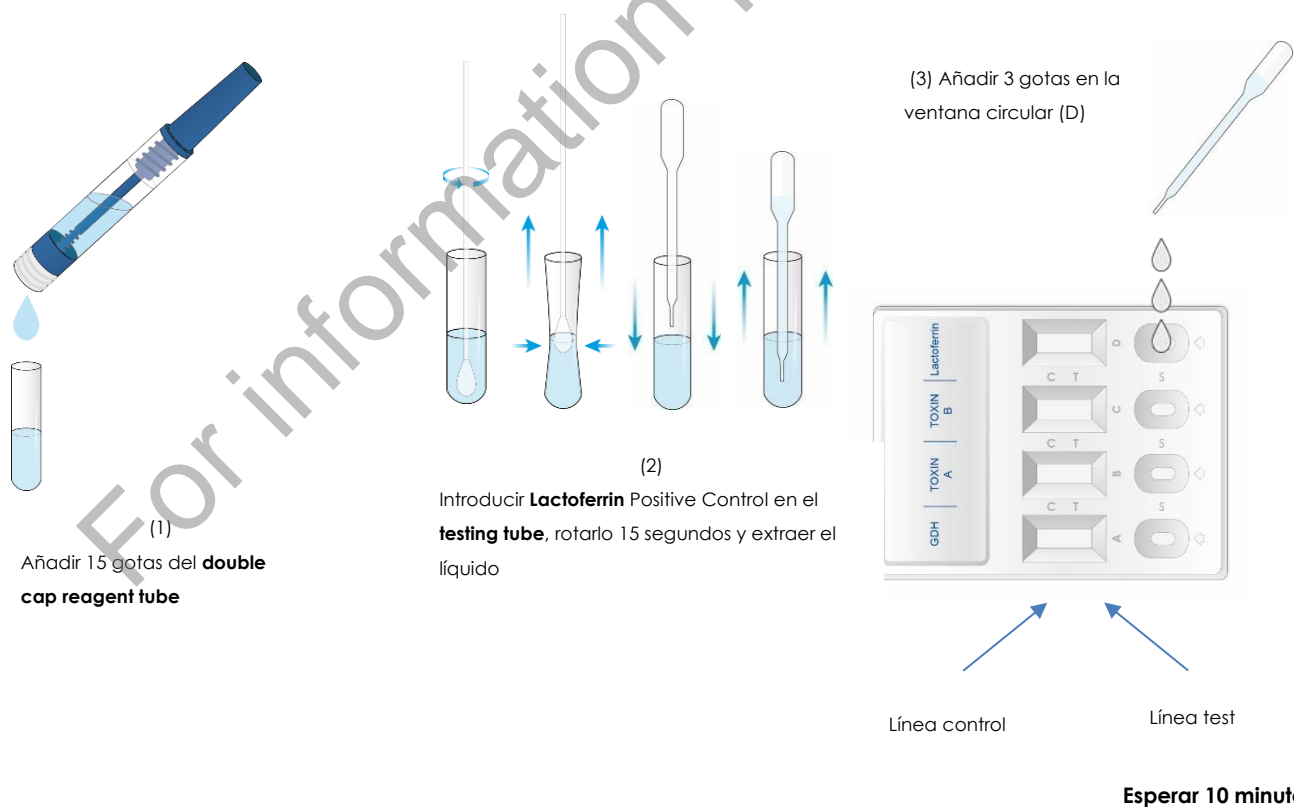 For information
(3) Añadir 3 gotas en la
ventana circular (D)
Lactoferrin
D
C T
S
TOXIN
B
C
C T
S
TOXIN
A
B
C T
S
GDH
A
(1)
Añadir 15 gotas del double
cap reagent tube
(2)
Introducir Lactoferrin Positive Control en el
testing tube, rotarlo 15 segundos y extraer el
líquido
Línea control
Línea test
Esperar 10 minut